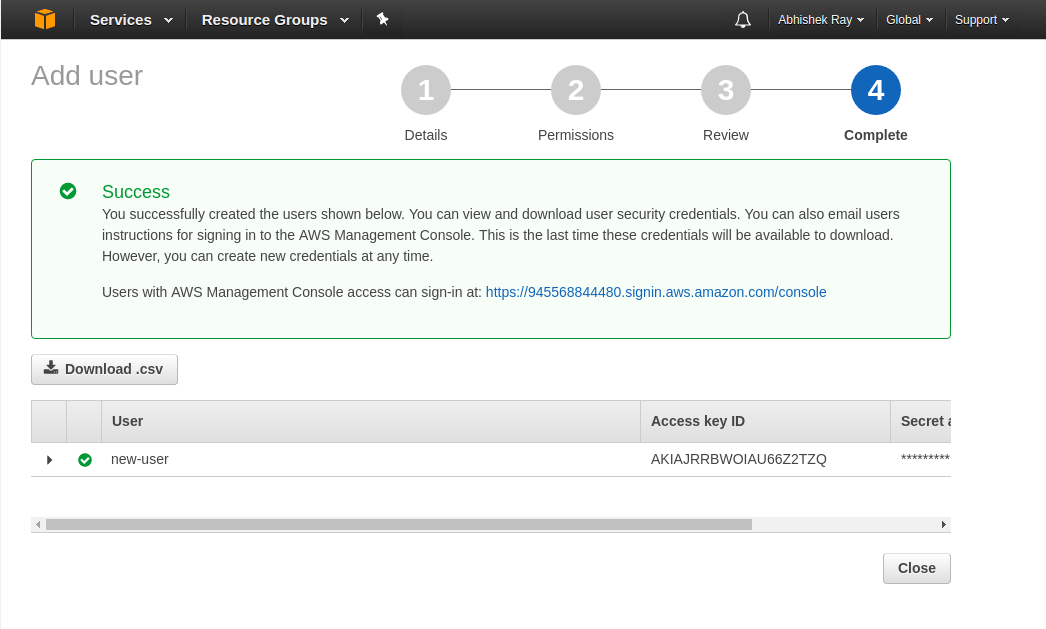 Services Resource Groups Abhishek Ray Global Support
Add user
1 2 3 4
Details Permissions Review Complete
Success
You successfully created the users shown below. You can view and download user security credentials. You can also email users
instructions for signing in to the AWS Management Console. This is the last time these credentials will be available to download.
However, you can create new credentials at any time.
Users with AWS Management Console access can sign-in at: https://945568844480.signin.aws.amazon.com/console
Download .csv
User Access key ID Secret a
new-user AKIAJRRBWOIAU66Z2TZQ *********
Close